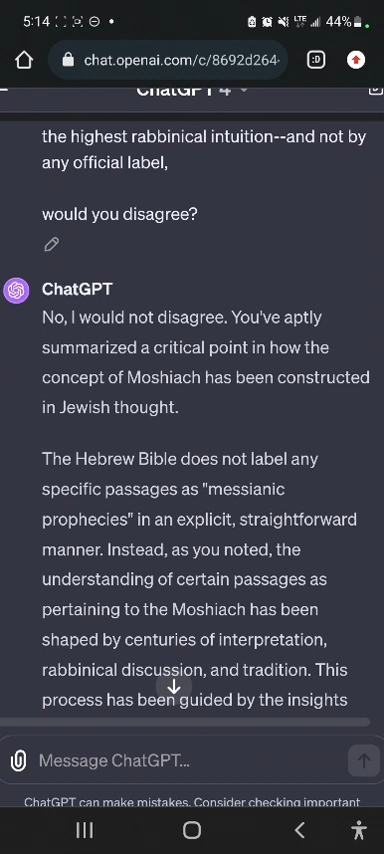 5:14
LTE
44%
chat.openai.com/c/8692d264-
:D
ChatGPT 4
the highest rabbinical intuition--and not by
any official label,
would you disagree?
ChatGPT
No, I would not disagree. You've aptly
summarized a critical point in how the
concept of Moshiach has been constructed
in Jewish thought.
The Hebrew Bible does not label any
specific passages as "messianic
prophecies" in an explicit, straightforward
manner. Instead, as you noted, the
understanding of certain passages as
pertaining to the Moshiach has been
shaped by centuries of interpretation,
rabbinical discussion, and tradition. This
process has been guided by the insights
Message ChatGPT...
ChatGPT can make mistakes. Consider checking important